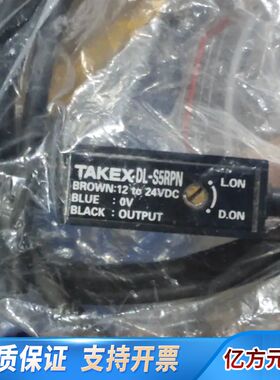 TAKEX DL-S5RPN
BROWN:12 to 24VDC
BLUE :0V
BLACK :OUTPUT
L.ON
D.ON
质保证 支持开票
亿方元